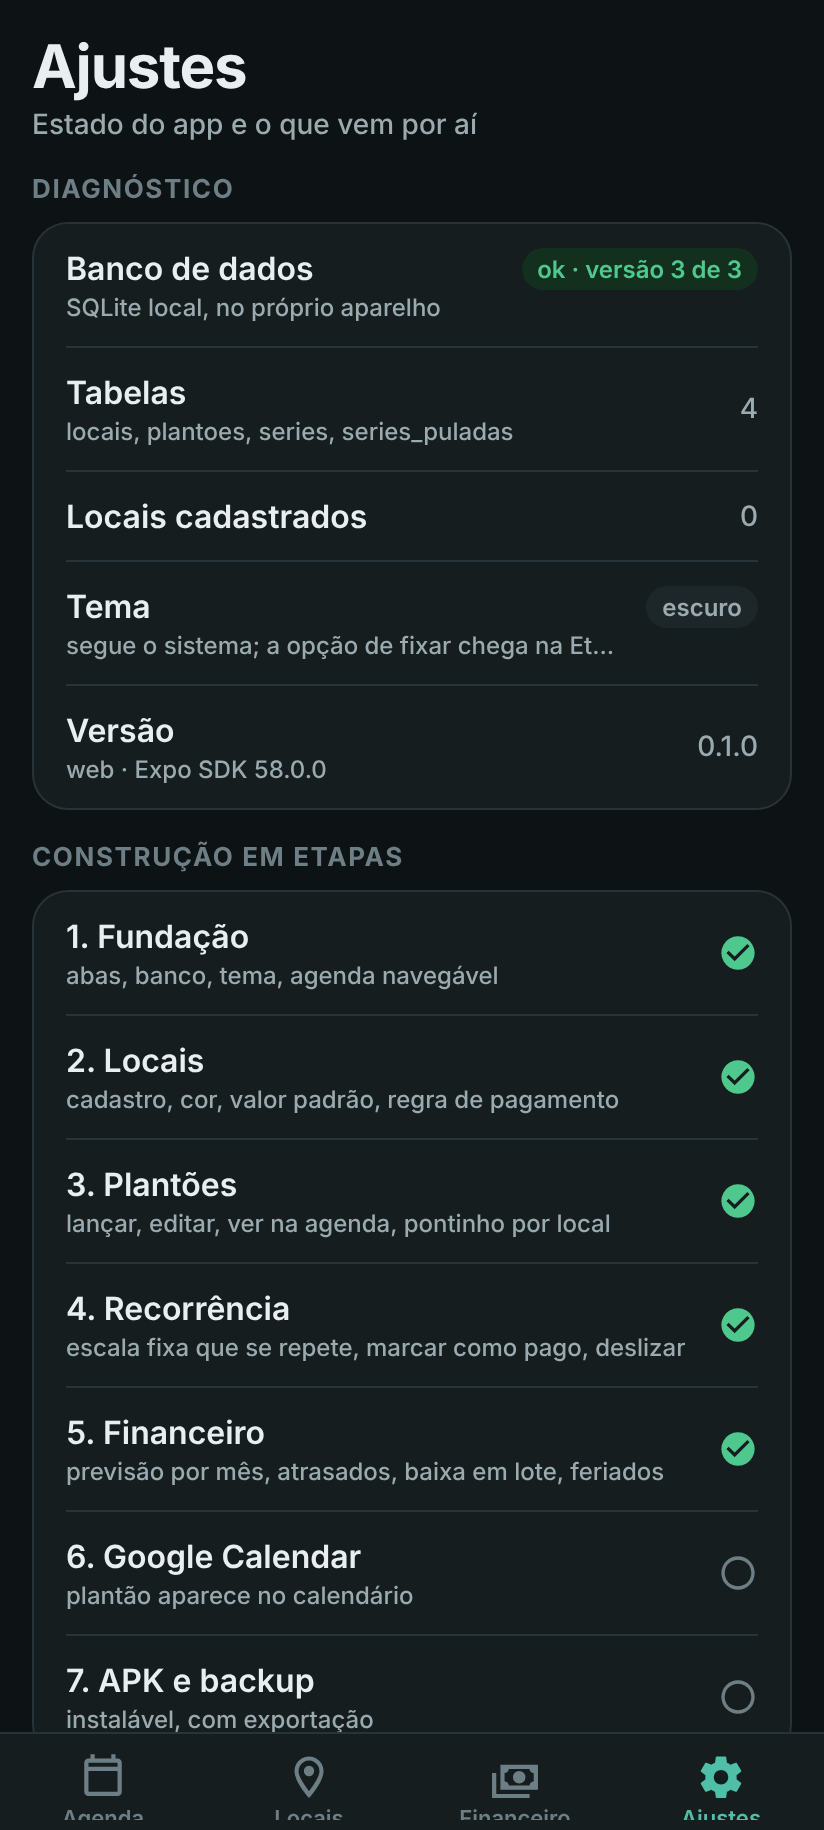 Ajustes
Estado do app e o que vem por aí
DIAGNÓSTICO
Banco de dados
ok · versão 3 de 3
SQLite local, no próprio aparelho
Tabelas
4
locais, plantoes, series, series_puladas
Locais cadastrados
0
Tema
escuro
segue o sistema; a opção de fixar chega na Et...
Versão
0.1.0
web · Expo SDK 58.0.0
CONSTRUÇÃO EM ETAPAS
1. Fundação
abas, banco, tema, agenda navegável
2. Locais
cadastro, cor, valor padrão, regra de pagamento
3. Plantões
lançar, editar, ver na agenda, pontinho por local
4. Recorrência
escala fixa que se repete, marcar como pago, deslizar
5. Financeiro
previsão por mês, atrasados, baixa em lote, feriados
6. Google Calendar
plantão aparece no calendário
7. APK e backup
instalável, com exportação
Agenda
Locais
Financeiro
Ajustes